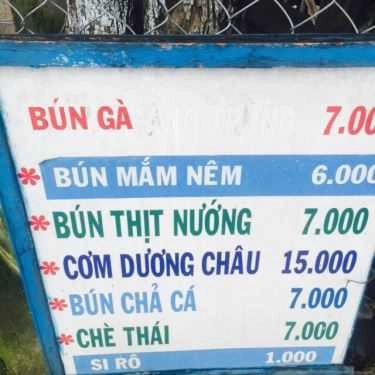 BÚN GÀ 7.00
* BÚN MẮM NÊM 6.000
* BÚN THỊT NƯỚNG 7.000
* CƠM DƯƠNG CHÂU 15.000
* BÚN CHẢ CÁ 7.000
* CHÈ THÁI 7.000
SI RÔ 1.000